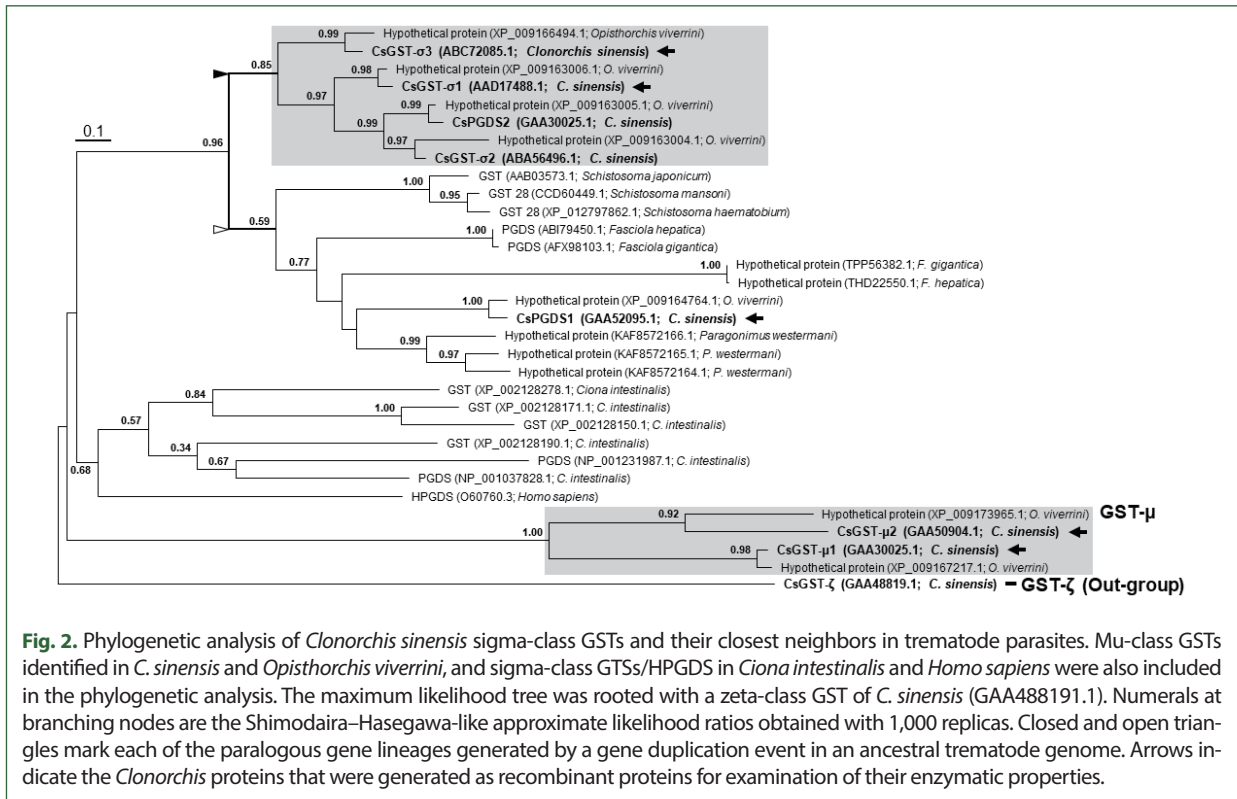 0.99
Hypothetical protein (XP_009166494.1; Opisthorchis viverrini)
CsGST-σ3 (ABC72085.1; Clonorchis sinensis)
0.85
0.98
Hypothetical protein (XP_009163006.1; O. viverrini)
CsGST-σ1 (AAD17488.1; C. sinensis)
0.97
0.99
Hypothetical protein (XP_009163005.1; O. viverrini)
CsPGDS2 (GAA30025.1; C. sinensis)
0.99
0.97
Hypothetical protein (XP_009163004.1; O. viverrini)
CsGST-σ2 (ABA56496.1; C. sinensis)
0.1
0.96
1.00
GST (AAB03573.1; Schistosoma japonicum)
0.95
GST 28 (CCD60449.1; Schistosoma mansoni)
GST 28 (XP_012797862.1; Schistosoma haematobium)
0.59
1.00
PGDS (ABI79450.1; Fasciola hepatica)
PGDS (AFX98103.1; Fasciola gigantica)
0.77
1.00
Hypothetical protein (TPP56382.1; F. gigantica)
Hypothetical protein (THD22550.1; F. hepatica)
1.00
Hypothetical protein (XP_009164764.1; O. viverrini)
CsPGDS1 (GAA52095.1; C. sinensis)
0.99
Hypothetical protein (KAF8572166.1; Paragonimus westermani)
0.97
Hypothetical protein (KAF8572165.1; P. westermani)
Hypothetical protein (KAF8572164.1; P. westermani)
0.84
GST (XP_002128278.1; Ciona intestinalis)
1.00
GST (XP_002128171.1; C. intestinalis)
GST (XP_002128150.1; C. intestinalis)
0.57
0.34
GST (XP_002128190.1; C. intestinalis)
0.67
PGDS (NP_001231987.1; C. intestinalis)
PGDS (NP_001037828.1; C. intestinalis)
0.68
HPGDS (O60760.3; Homo sapiens)
0.92
Hypothetical protein (XP_009173965.1; O. viverrini)
GST-μ
CsGST-μ2 (GAA50904.1; C. sinensis)
1.00
0.98
CsGST-μ1 (GAA30025.1; C. sinensis)
Hypothetical protein (XP_009167217.1; O. viverrini)
CsGST-ζ (GAA48819.1; C. sinensis)
GST-ζ (Out-group)
Fig. 2. Phylogenetic analysis of Clonorchis sinensis sigma-class GSTs and their closest neighbors in trematode parasites. Mu-class GSTs
identified in C. sinensis and Opisthorchis viverrini, and sigma-class GTSs/HPGDS in Ciona intestinalis and Homo sapiens were also included
in the phylogenetic analysis. The maximum likelihood tree was rooted with a zeta-class GST of C. sinensis (GAA488191.1). Numerals at
branching nodes are the Shimodaira–Hasegawa-like approximate likelihood ratios obtained with 1,000 replicas. Closed and open trian-
gles mark each of the paralogous gene lineages generated by a gene duplication event in an ancestral trematode genome. Arrows in-
dicate the Clonorchis proteins that were generated as recombinant proteins for examination of their enzymatic properties.